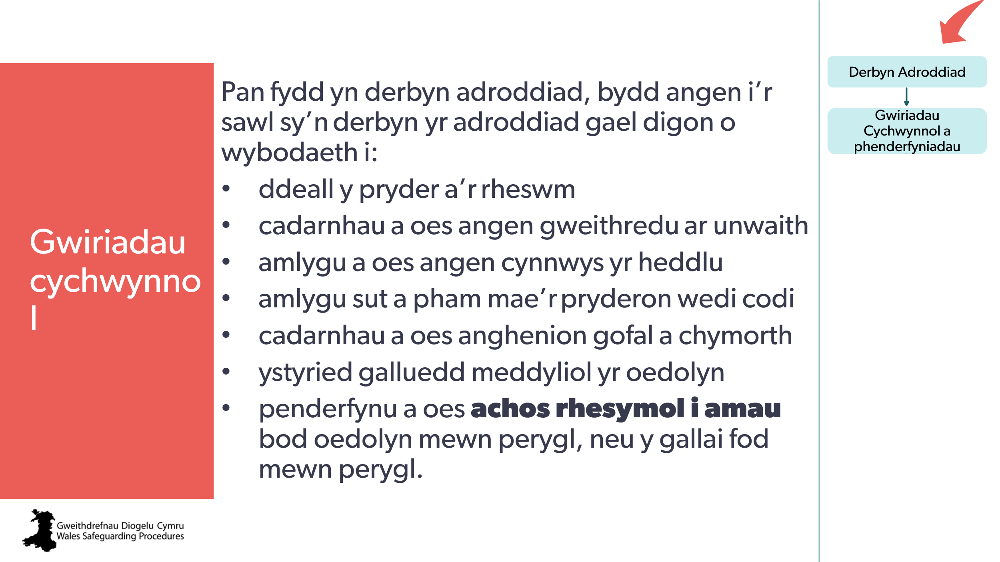 Gwiriadau
cychwynno
l
Pan fydd yn derbyn adroddiad, bydd angen i’r
sawl sy’n derbyn yr adroddiad gael digon o
wybodaeth i:
• ddeall y pryder a’r rheswm
• cadarnhau a oes angen gweithredu ar unwaith
• amlygu a oes angen cynnwys yr heddlu
• amlygu sut a pham mae’r pryderon wedi codi
• cadarnhau a oes anghenion gofal a chymorth
• ystyried galluedd meddyliol yr oedolyn
• penderfynu a oes achos rhesymol i amau
bod oedolyn mewn perygl, neu y gallai fod
mewn perygl.
Derbyn Adroddiad
Gwiriadau
Cychwynnol a
phenderfyniadau
Gweithdrefnau Diogelu Cymru
Wales Safeguarding Procedures